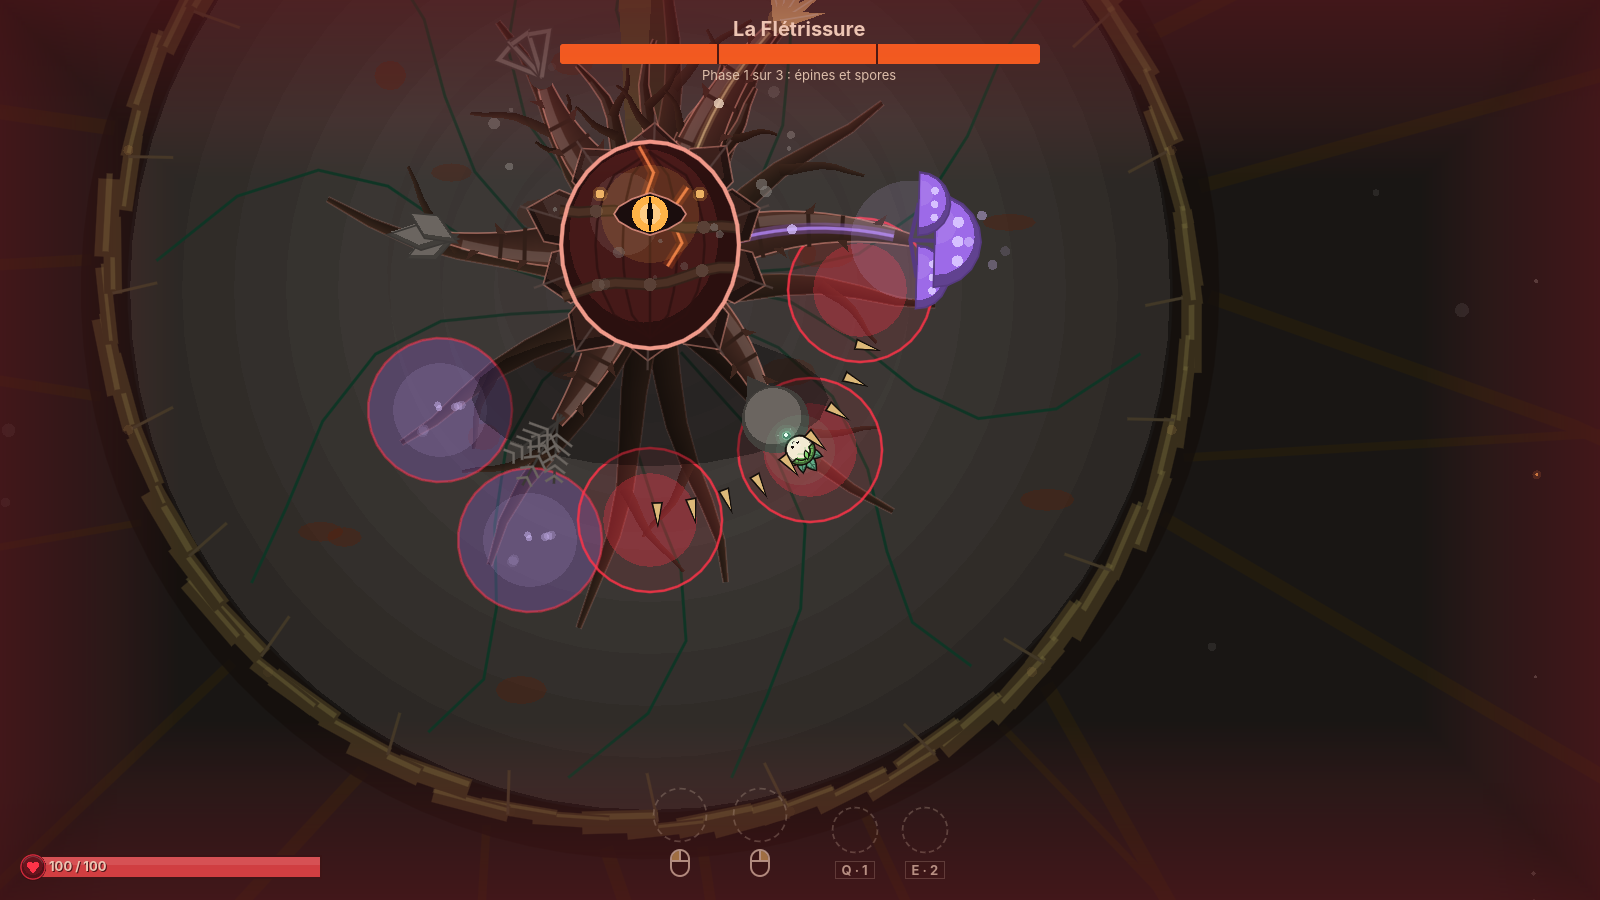 La Flétrissure
Phase 1 sur 3 : épines et spores
100 / 100
Q · 1
E · 2